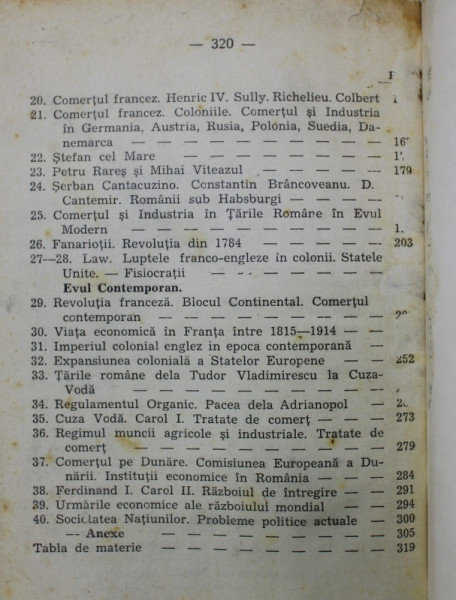 — 320 —
20. Comerțul francez. Henric IV. Sully. Richelieu. Colbert
21. Comerțul francez. Coloniile. Comerțul și Industria
în Germania, Austria, Rusia, Polonia, Suedia, Da-
nemarca — — — — — — — — —
22. Ștefan cel Mare — — — — — — —
23. Petru Rareș și Mihai Viteazul — — — — — 179
24. Șerban Cantacuzino. Constantin Brâncoveanu. D.
Cantemir. Românii sub Habsburgi — — — —
25. Comerțul și Industria în Țările Române în Evul
Modern — — — — — — — — —
26. Fanarioții. Revoluția din 1784 — — — — 203
27—28. Law. Luptele franco-engleze în colonii. Statele
Unite. — Fisiocrații — — — — — —
Evul Contemporan.
29. Revoluția franceză. Blocul Continental. Comerțul
contemporan — — — — — — — —
30. Viața economică în Franța între 1815—1914 — —
31. Imperiul colonial englez in epoca contemporană —
32. Expansiunea colonială a Statelor Europene — — 252
33. Țările române dela Tudor Vladimirescu la Cuza-
Vodă — — — — — — — — —
34. Regulamentul Organic. Pacea dela Adrianopol —
35. Cuza Vodă. Carol I. Tratate de comerț — — — 273
36. Regimul muncii agricole și industriale. Tratate de
comerț — — — — — — — — — 279
37. Comerțul pe Dunăre. Comisiunea Europeană a Du-
nării. Instituții economice în România — — — 284
38. Ferdinand I. Carol II. Războiul de întregire — — 291
39. Urmările economice ale războiului mondial — — 294
40. Societatea Națiunilor. Probleme politice actuale — 300
— Anexe — — — — — — — — 305
Tabla de materie — — — — — — — 319